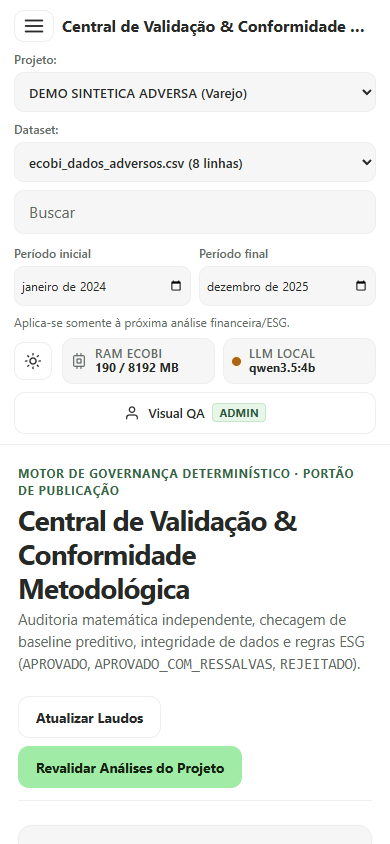 Central de Validação & Conformidade ...
Projeto:
DEMO SINTETICA ADVERSA (Varejo)
Dataset:
ecobi_dados_adversos.csv (8 linhas)
Buscar
Período inicial
Período final
janeiro de 2024
dezembro de 2025
Aplica-se somente à próxima análise financeira/ESG.
RAM ECOBI
190 / 8192 MB
LLM LOCAL
qwen3.5:4b
Visual QA
ADMIN
MOTOR DE GOVERNANÇA DETERMINÍSTICO · PORTÃO
DE PUBLICAÇÃO
Central de Validação &
Conformidade
Metodológica
Auditoria matemática independente, checagem de
baseline preditivo, integridade de dados e regras ESG
(APROVADO, APROVADO_COM_RESSALVAS, REJEITADO).
Atualizar Laudos
Revalidar Análises do Projeto